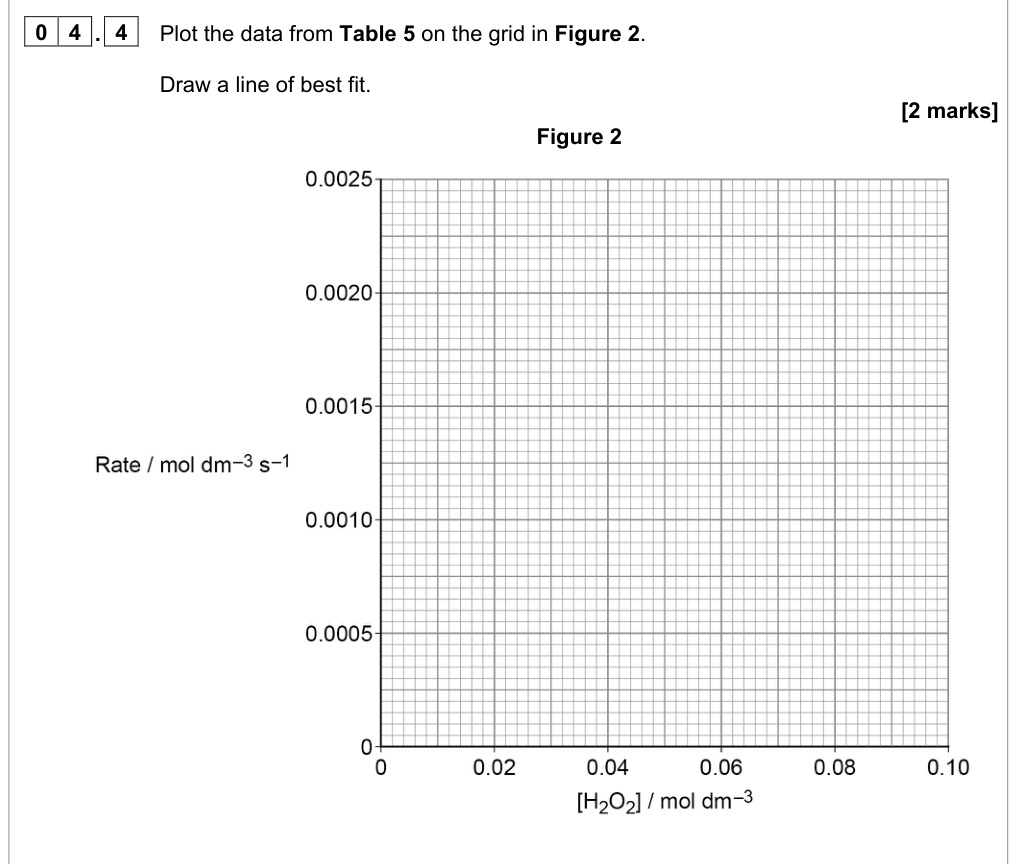 0 4 . 4 Plot the data from Table 5 on the grid in Figure 2.
Draw a line of best fit.
[2 marks]
Figure 2
0.0025
0.0020
0.0015
Rate / mol dm⁻³ s⁻¹
0.0010
0.0005
0
0 0.02 0.04 0.06 0.08 0.10
[H₂O₂] / mol dm⁻³